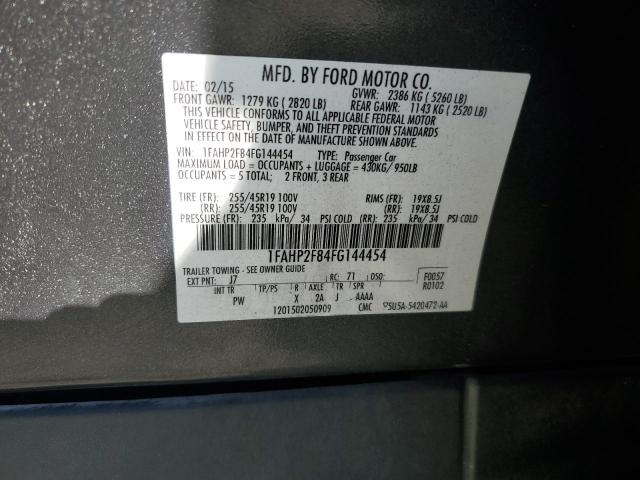 MFD. BY FORD MOTOR CO.
DATE: 02/15 GVWR: 2386 KG ( 5260 LB)
FRONT GAWR: 1279 KG ( 2820 LB) REAR GAWR: 1143 KG ( 2520 LB)
THIS VEHICLE CONFORMS TO ALL APPLICABLE FEDERAL MOTOR
VEHICLE SAFETY, BUMPER, AND THEFT PREVENTION STANDARDS
IN EFFECT ON THE DATE OF MANUFACTURE SHOWN ABOVE.
VIN: 1FAHP2F84FG144454 TYPE: Passenger Car
MAXIMUM LOAD = OCCUPANTS + LUGGAGE = 430KG/ 950LB
OCCUPANTS = 5 TOTAL: 2 FRONT, 3 REAR
TIRE (FR): 255/45R19 100V RIMS (FR): 19X8.5J
(RR): 255/45R19 100V (RR): 19X8.5J
PRESSURE (FR): 235 kPa/ 34 PSI COLD (RR): 235 kPa/ 34 PSI COLD
1FAHP2F84FG144454
TRAILER TOWING - SEE OWNER GUIDE
EXT PNT: J7 RC: 71 DSO: F0057
INT TR TP/PS R AXLE TR SPR R0102
PW X 2A J AAAA
1201502050909 CMC 5U5A-5420472-AA